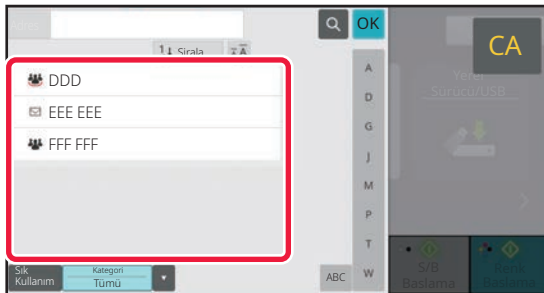 Adres
OK
CA
1↓ Sırala
DDD
EEE EEE
FFF FFF
A
D
G
J
M
P
T
W
Yerel
Sürücü/USB
Sık
Kullanım
Kategori
Tümü
ABC
S/B
Başlama
Renk
Başlama